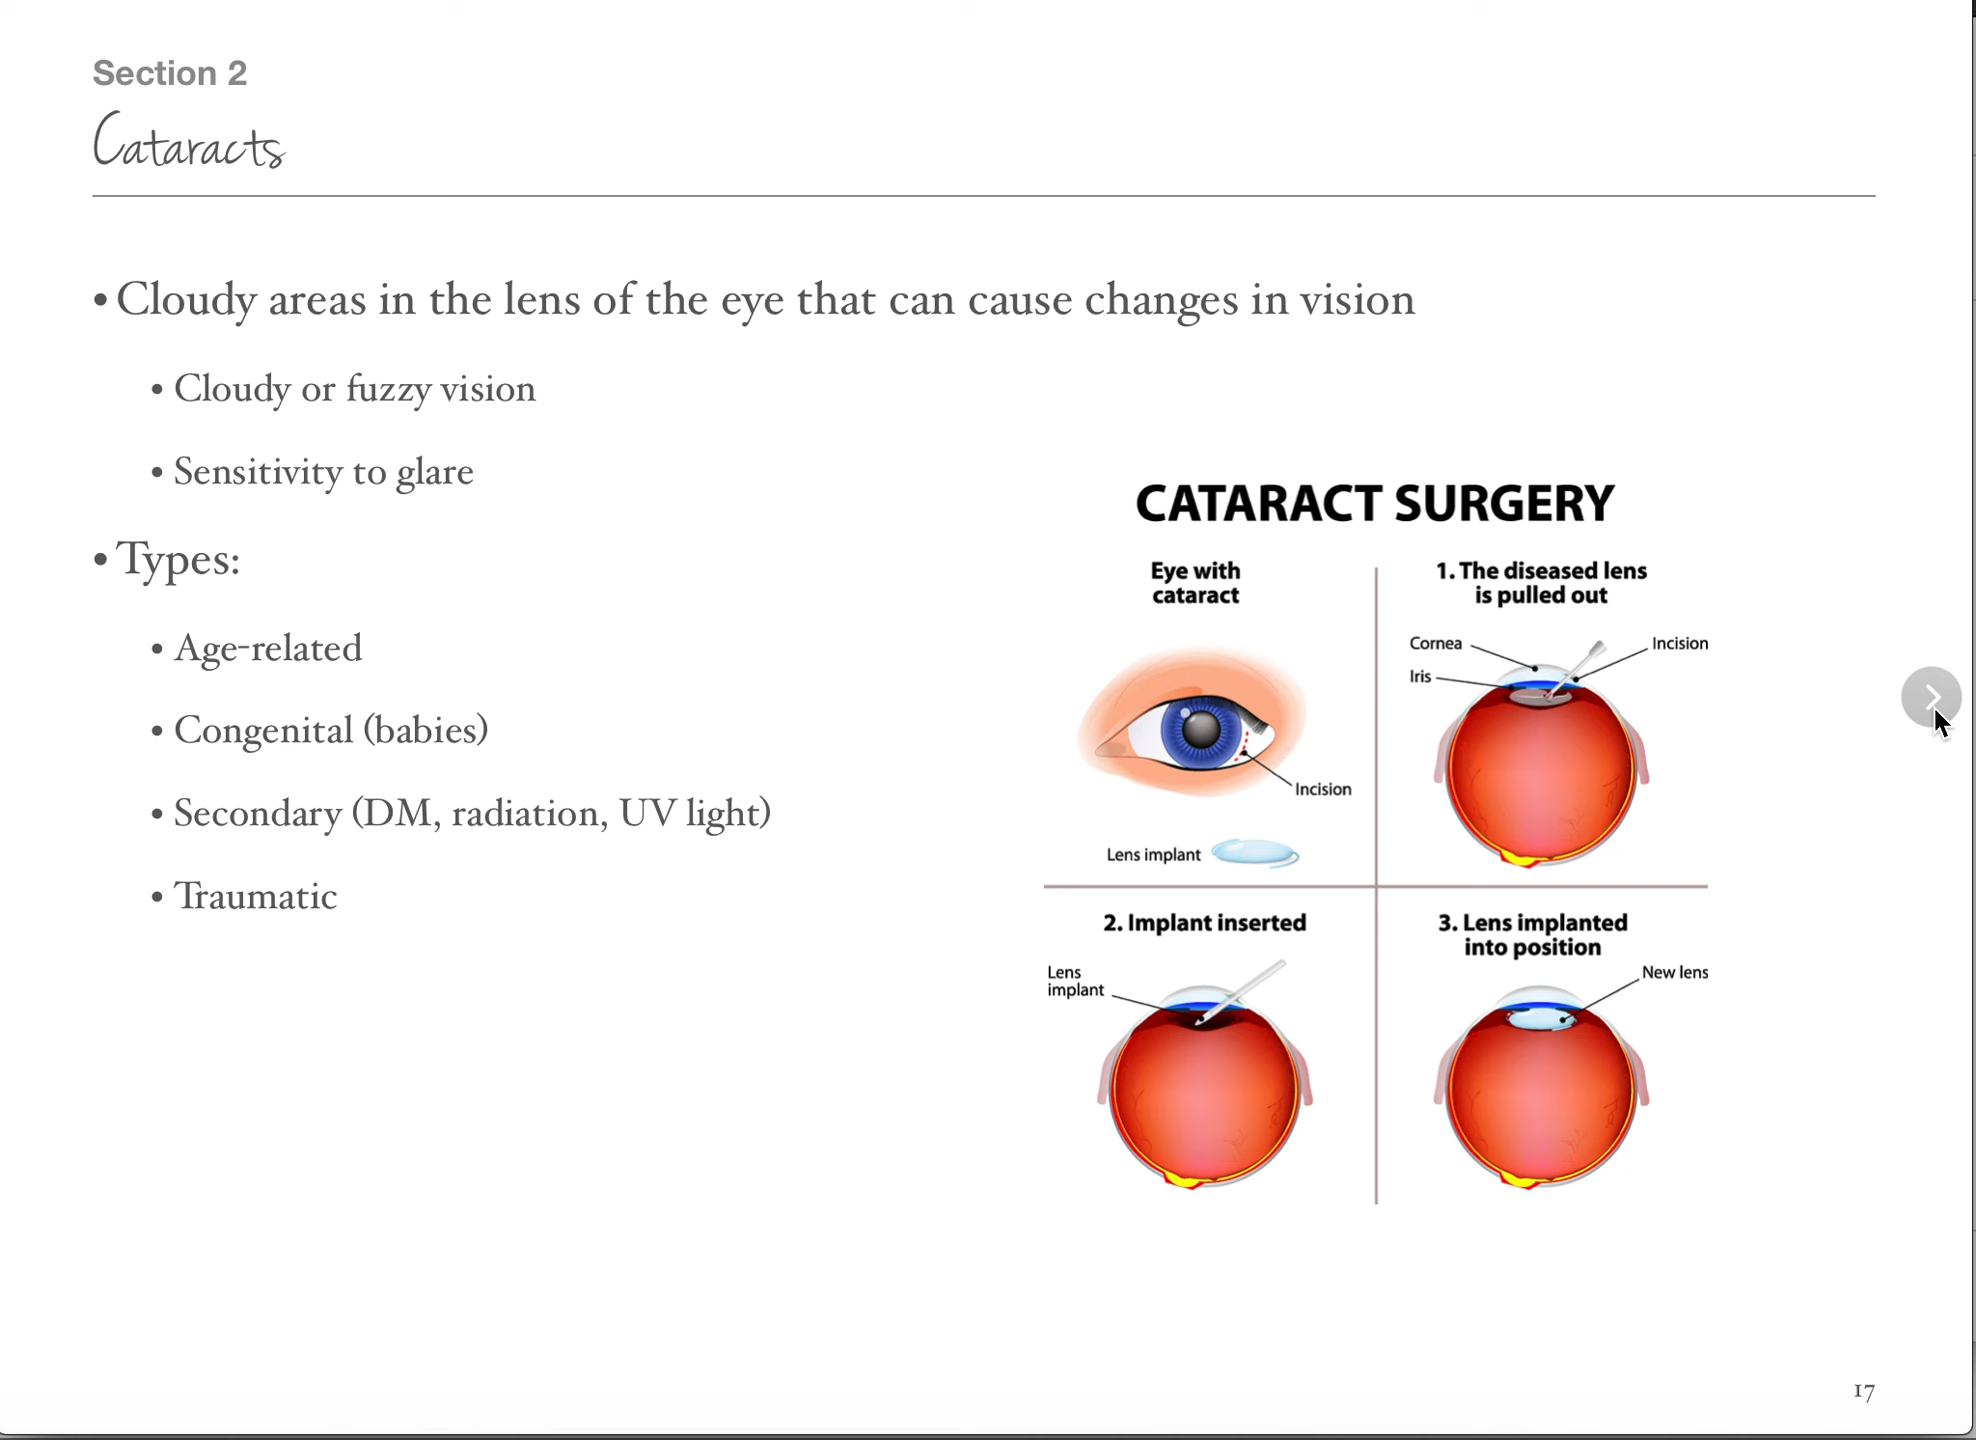 Section 2
Cataracts
• Cloudy areas in the lens of the eye that can cause changes in vision
• Cloudy or fuzzy vision
• Sensitivity to glare
• Types:
• Age-related
• Congenital (babies)
• Secondary (DM, radiation, UV light)
• Traumatic
CATARACT SURGERY
Eye with
cataract
Incision
Lens implant
1. The diseased lens
is pulled out
Cornea
Incision
Iris
2. Implant inserted
Lens
implant
3. Lens implanted
into position
New lens
17